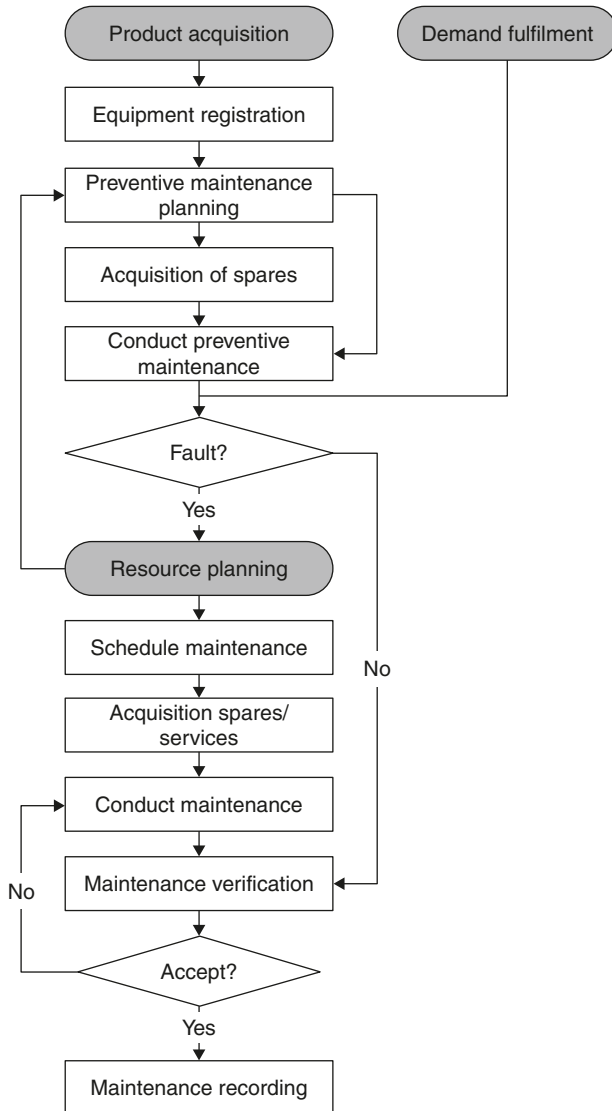 Product acquisition
Demand fulfilment
Equipment registration
Preventive maintenance
planning
Acquisition of spares
Conduct preventive
maintenance
Fault?
Yes
Resource planning
Schedule maintenance
No
Acquisition spares/
services
Conduct maintenance
Maintenance verification
No
Accept?
Yes
Maintenance recording